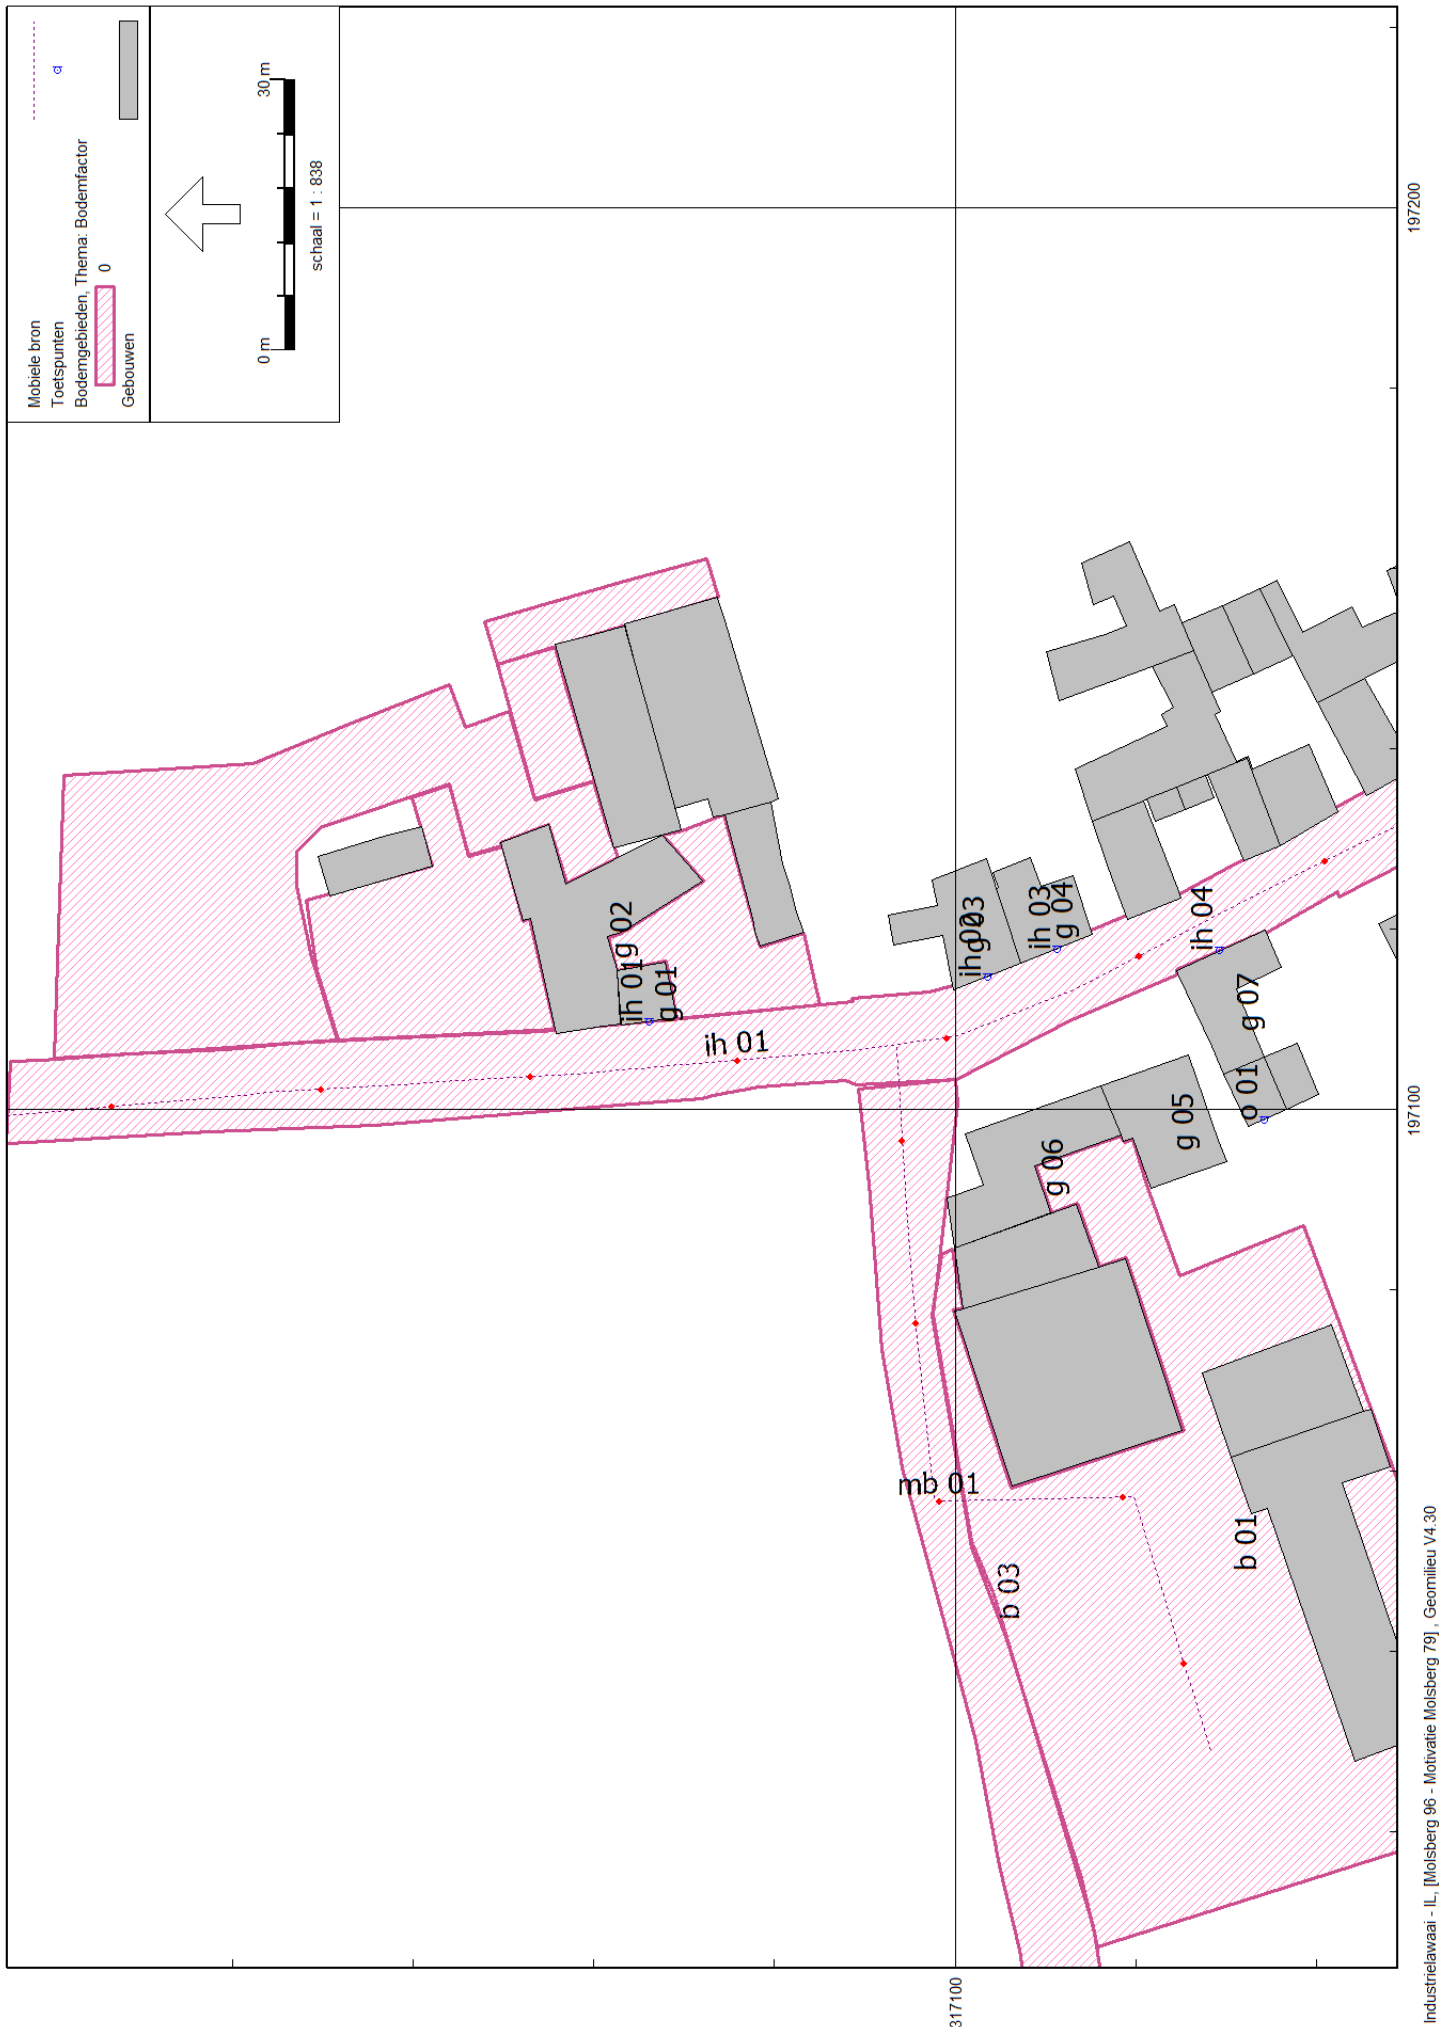 Mobiele bron
Toetspunten
Bodemgebieden, Thema: Bodemfactor
0
Gebouwen
0 m
30 m
schaal = 1 : 838
197200
197100
317100
ih 01
g 02
g 01
ih 01
g 03
ih 03
g 04
ih 04
g 07
o 01
g 05
g 06
mb 01
b 03
b 01
Industrielawaai - IL, [Molsberg 96 - Motivatie Molsberg 79] , Geomilieu V4.30